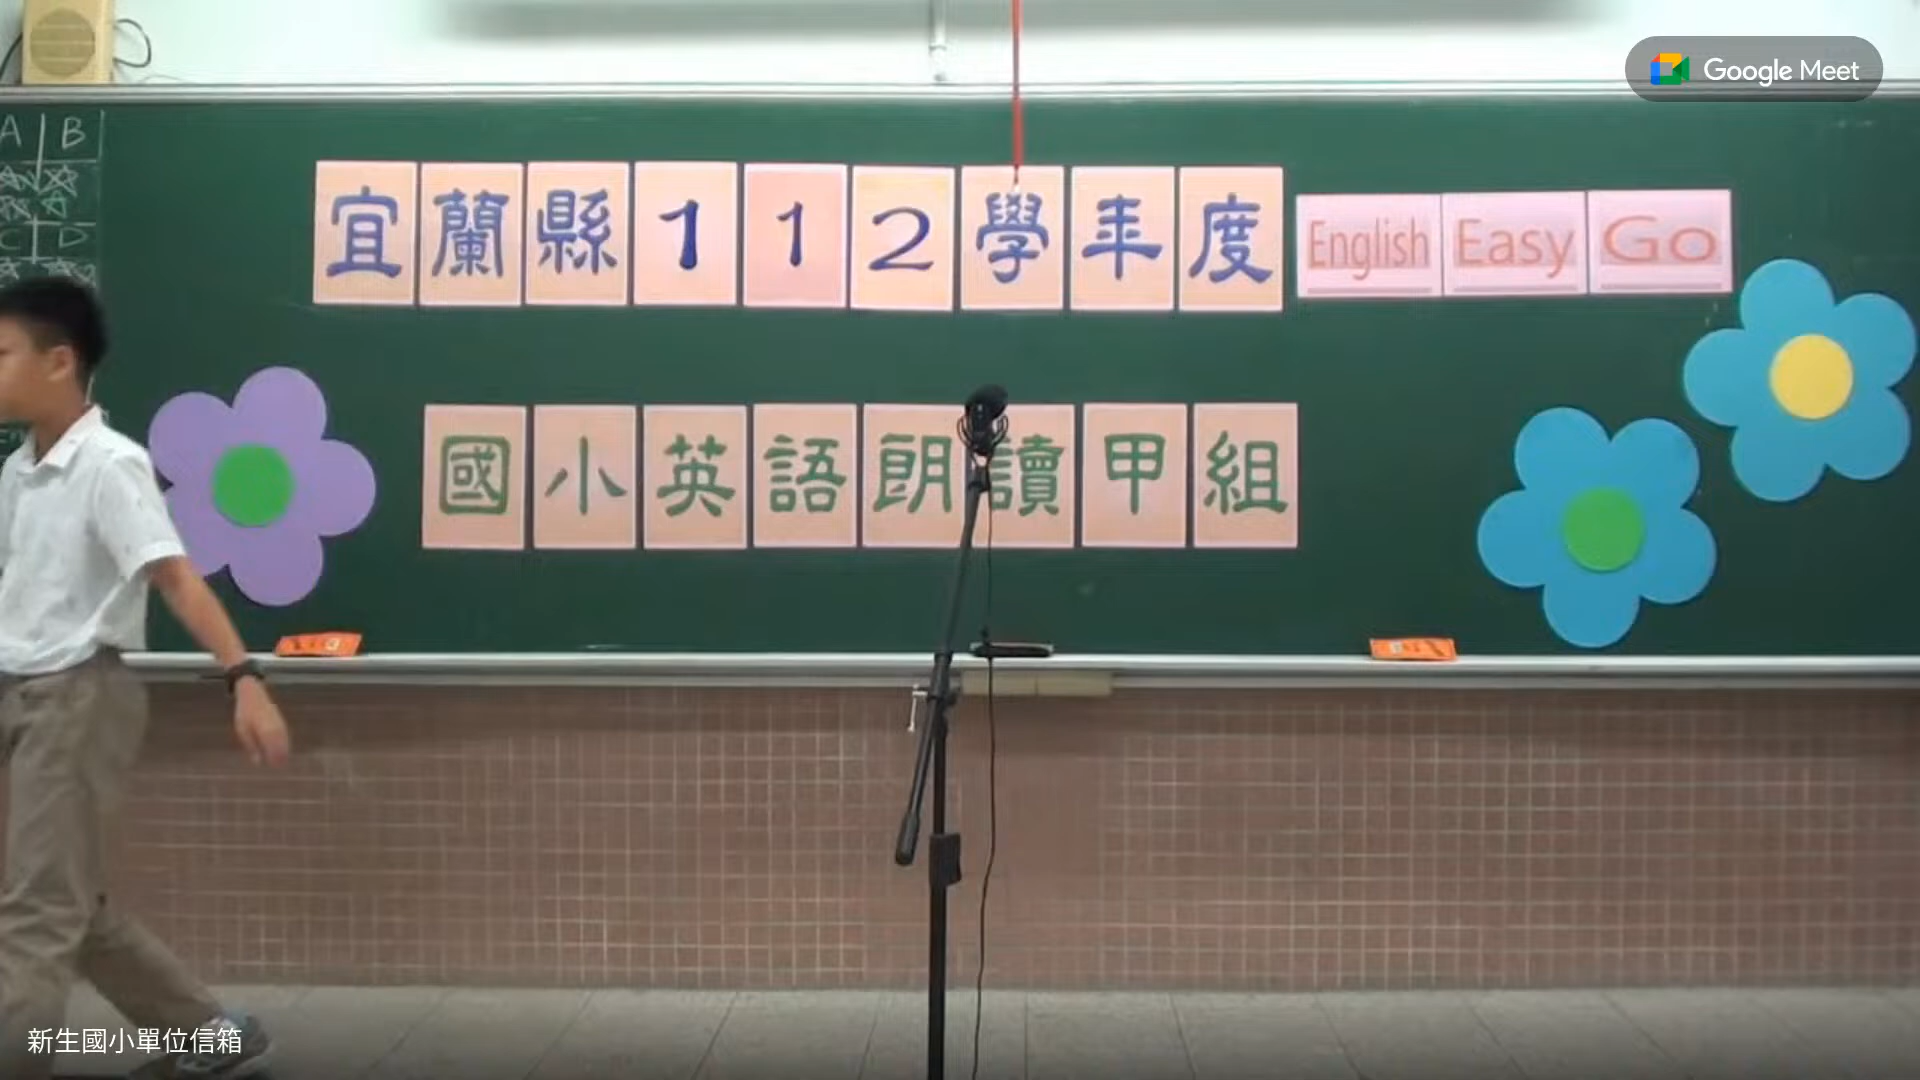 Google Meet
A B
C D
宜蘭縣112學年度 English Easy Go
國小英語朗讀甲組
新生國小單位信箱